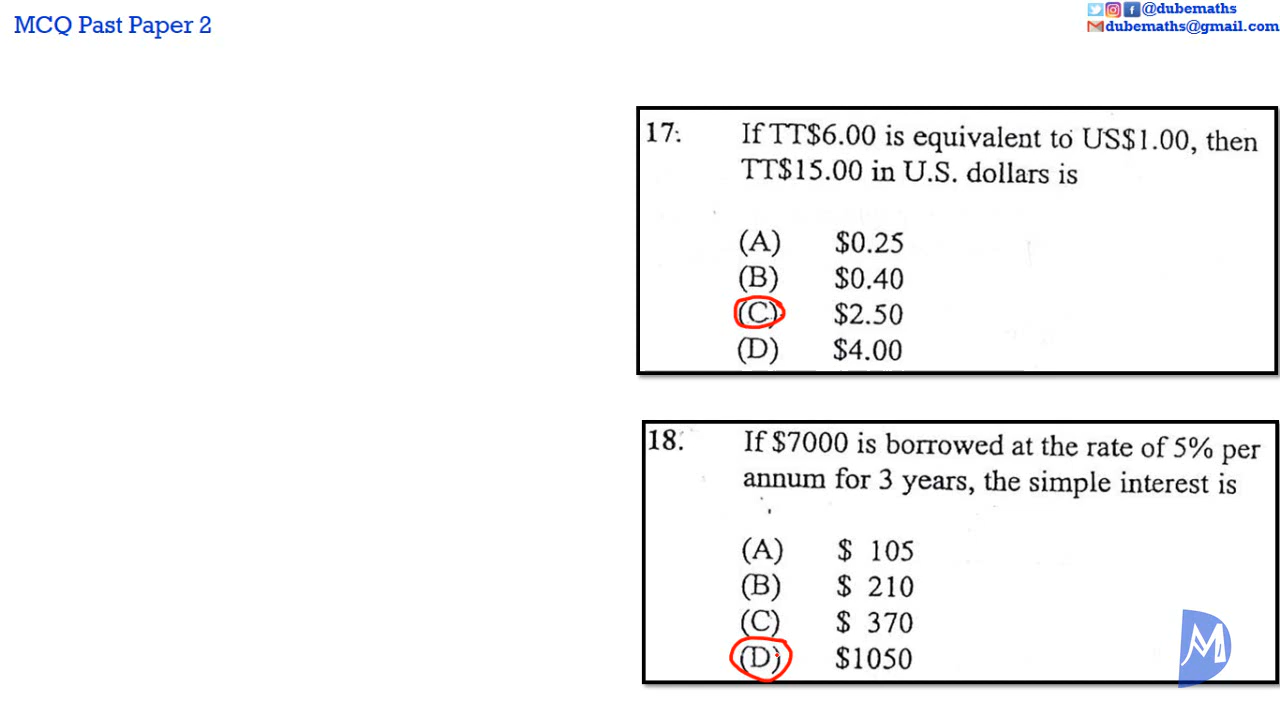 MCQ Past Paper 2
@dubemaths
dubemaths@gmail.com
17. If TT$6.00 is equivalent to US$1.00, then
TT$15.00 in U.S. dollars is
(A) $0.25
(B) $0.40
(C) $2.50
(D) $4.00
18. If $7000 is borrowed at the rate of 5% per
annum for 3 years, the simple interest is
(A) $ 105
(B) $ 210
(C) $ 370
(D) $1050
M